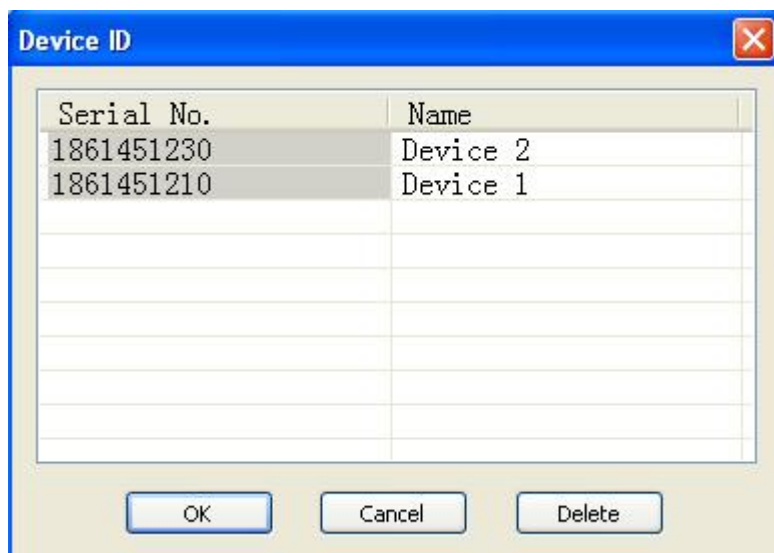 Device ID
Serial No. Name
1861451230 Device 2
1861451210 Device 1
OK Cancel Delete